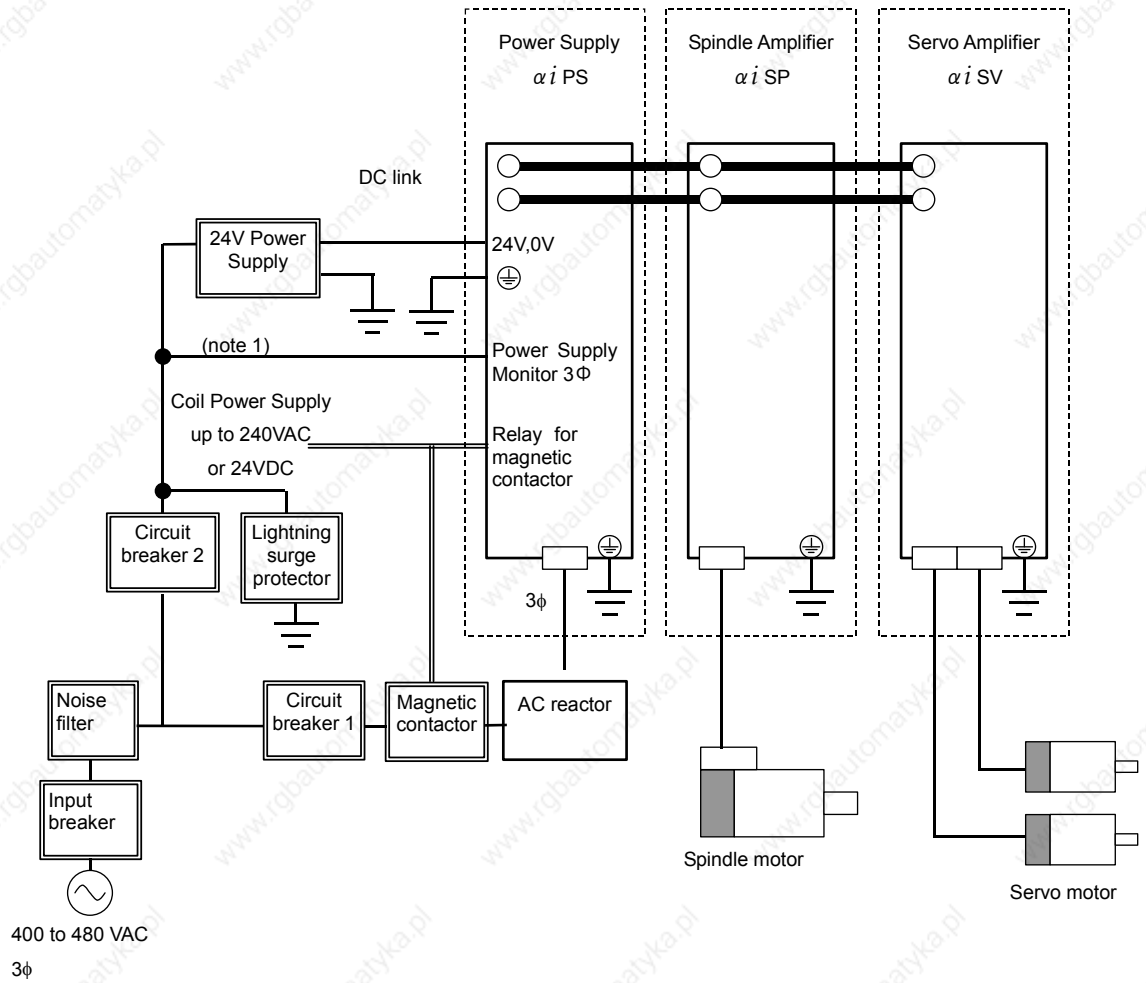 Power Supply
α i PS
Spindle Amplifier
α i SP
Servo Amplifier
α i SV
DC link
24V Power
Supply
24V,0V
(note 1)
Power Supply
Monitor 3Φ
Coil Power Supply
up to 240VAC
or 24VDC
Relay for
magnetic
contactor
Circuit
breaker 2
Lightning
surge
protector
3ϕ
Noise
filter
Circuit
breaker 1
Magnetic
contactor
AC reactor
Input
breaker
Spindle motor
Servo motor
400 to 480 VAC
3ϕ
www.rgbautomatyka.pl